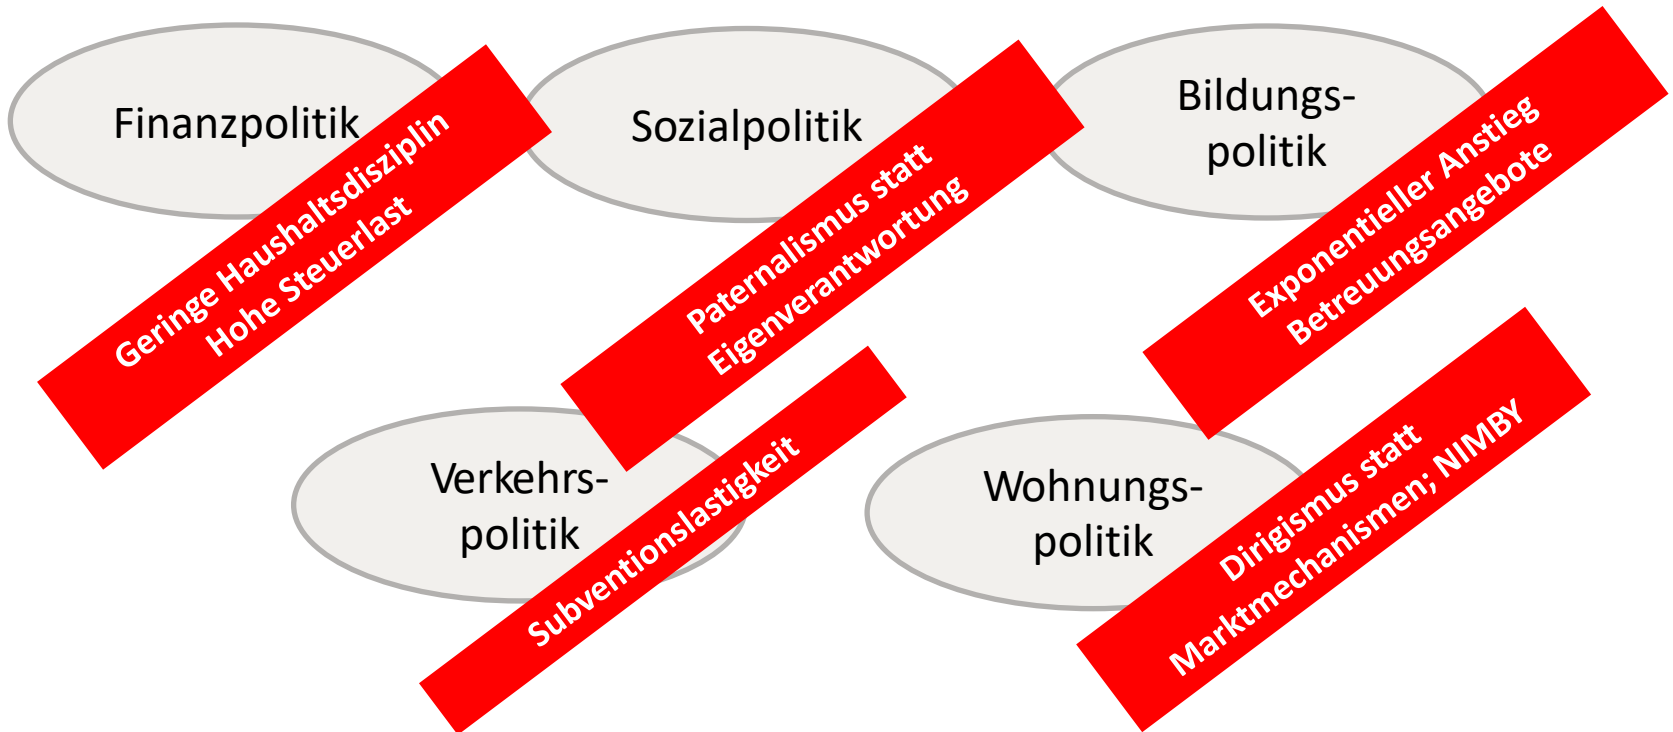 Finanzpolitik
Geringe Haushaltsdisziplin
Hohe Steuerlast
Sozialpolitik
Paternalismus statt
Eigenverantwortung
Bildungs-
politik
Exponentieller Anstieg
Betreuungsangebote
Verkehrs-
politik
Subventionslastigkeit
Wohnungs-
politik
Dirigismus statt
Marktmechanismen; NIMBY